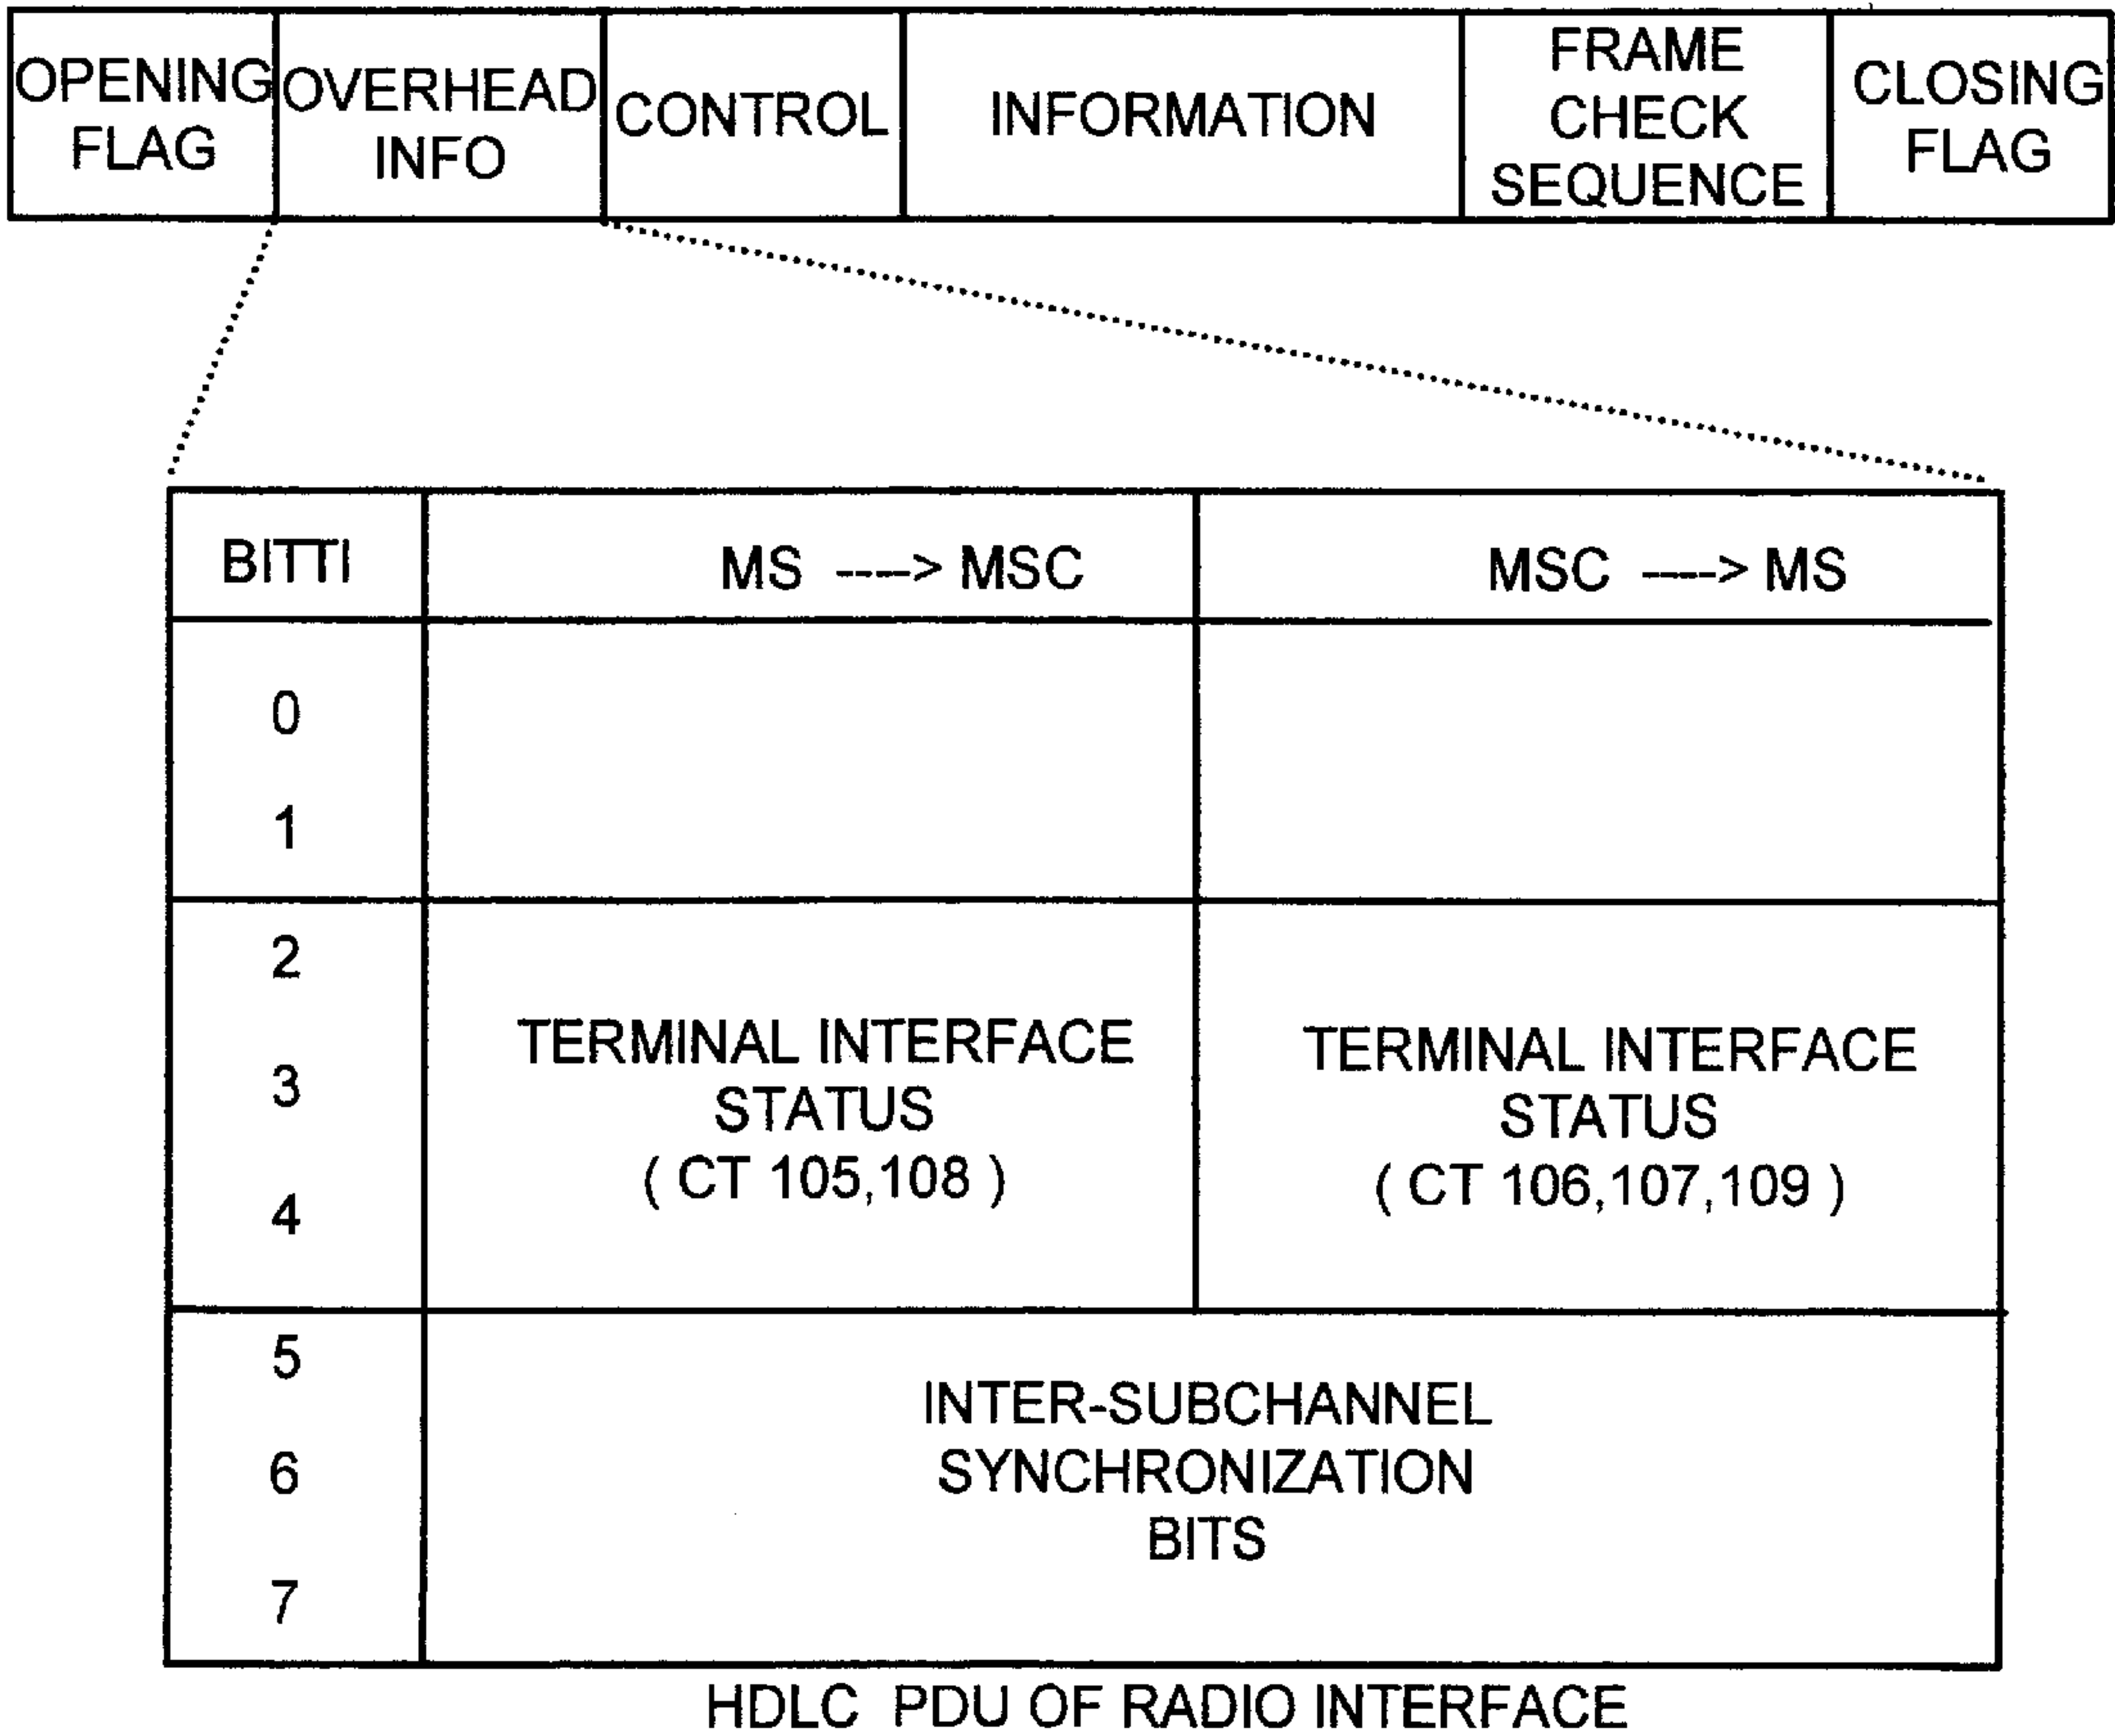 OPENING
FLAG
OVERHEAD
INFO
CONTROL
INFORMATION
FRAME
CHECK
SEQUENCE
CLOSING
FLAG
BITTI
MS ----> MSC
MSC ----> MS
0
1
2
3
4
TERMINAL INTERFACE
STATUS
( CT 105,108 )
TERMINAL INTERFACE
STATUS
( CT 106,107,109 )
5
6
7
INTER-SUBCHANNEL
SYNCHRONIZATION
BITS
HDLC PDU OF RADIO INTERFACE